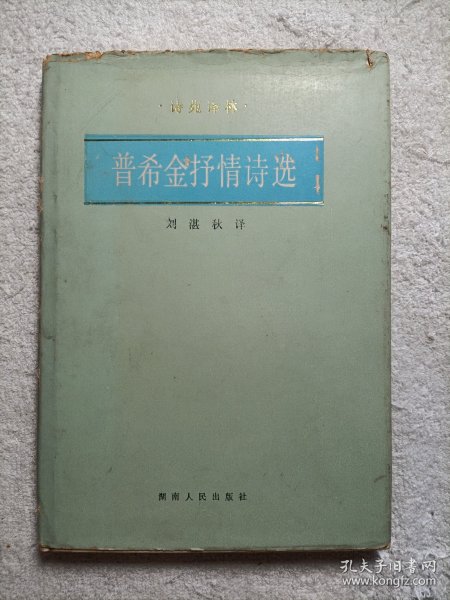 ·诗苑译林·
普希金抒情诗选
刘湛秋译
湖南人民出版社
孔夫子旧书网
www.kongfz.com